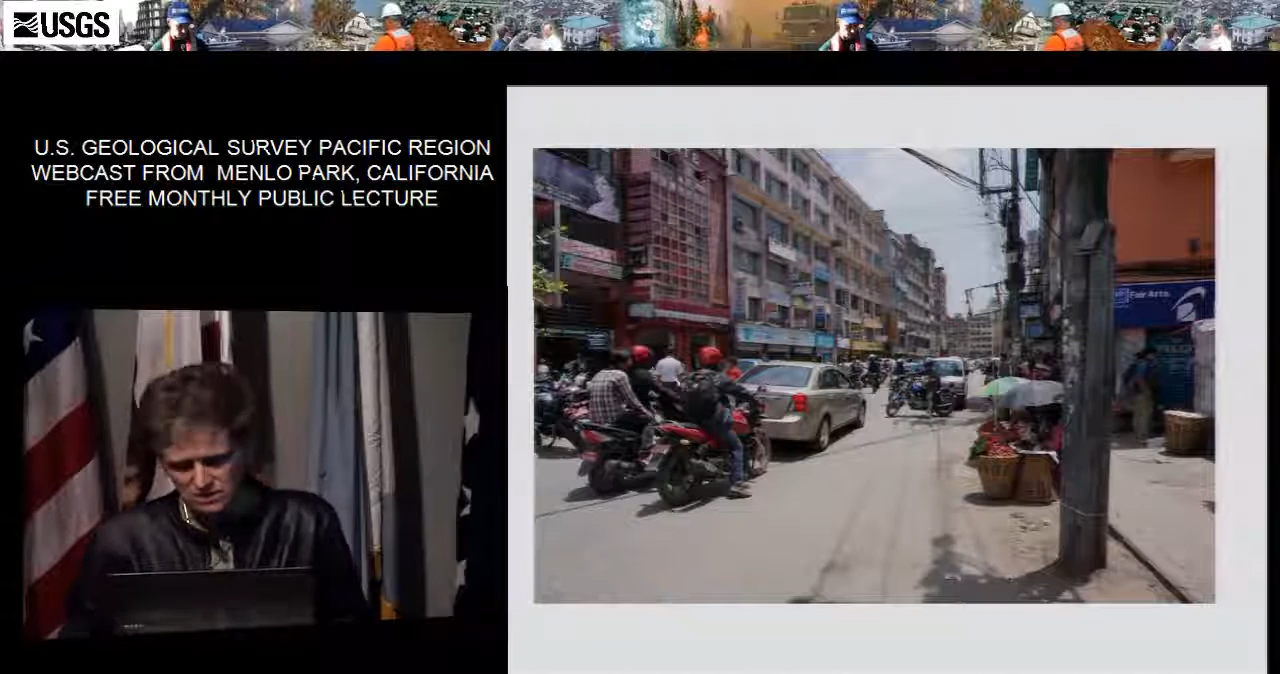 USGS
U.S. GEOLOGICAL SURVEY PACIFIC REGION
WEBCAST FROM MENLO PARK, CALIFORNIA
FREE MONTHLY PUBLIC LECTURE
Fair Arts